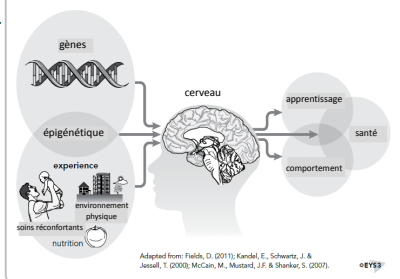 gènes
cerveau
apprentissage
épigénétique
santé
experience
comportement
environnement
physique
soins réconfortants
nutrition
Adapted from: Fields, D. (2011); Kandel, E., Schwartz, J. &
Jessell, T. (2000); McCain, M., Mustard, J.F. & Shanker, S. (2007).
©EYS3